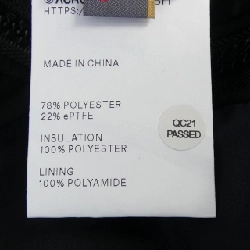 HTTPS:/
MADE IN CHINA
78% POLYESTER
22% ePTFE
QC21
PASSED
INSULATION
100% POLYESTER
LINING
100% POLYAMIDE